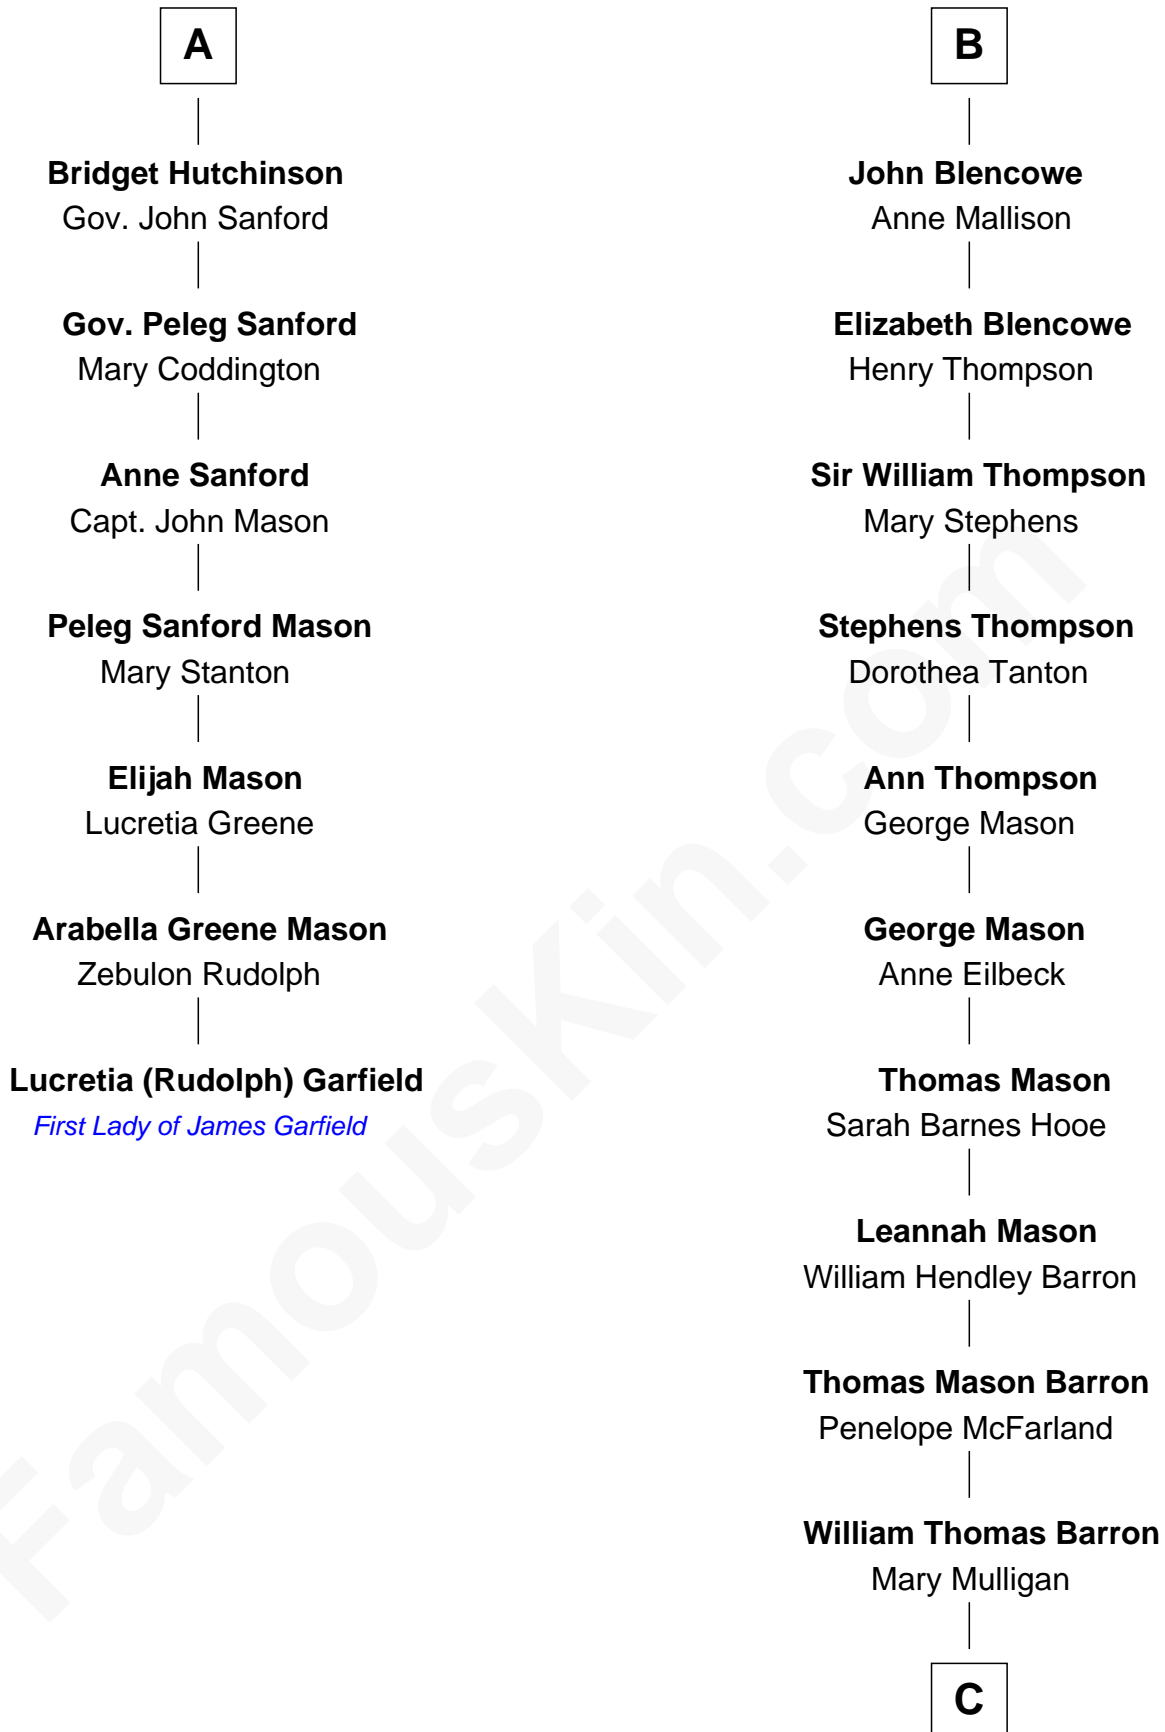 A
Bridget Hutchinson
Gov. John Sanford
Gov. Peleg Sanford
Mary Coddington
Anne Sanford
Capt. John Mason
Peleg Sanford Mason
Mary Stanton
Elijah Mason
Lucretia Greene
Arabella Greene Mason
Zebulon Rudolph
Lucretia (Rudolph) Garfield
First Lady of James Garfield
B
John Blencowe
Anne Mallison
Elizabeth Blencowe
Henry Thompson
Sir William Thompson
Mary Stephens
Stephens Thompson
Dorothea Tanton
Ann Thompson
George Mason
George Mason
Anne Eilbeck
Thomas Mason
Sarah Barnes Hooe
Leannah Mason
William Hendley Barron
Thomas Mason Barron
Penelope McFarland
William Thomas Barron
Mary Mulligan
C
FamousKin.com